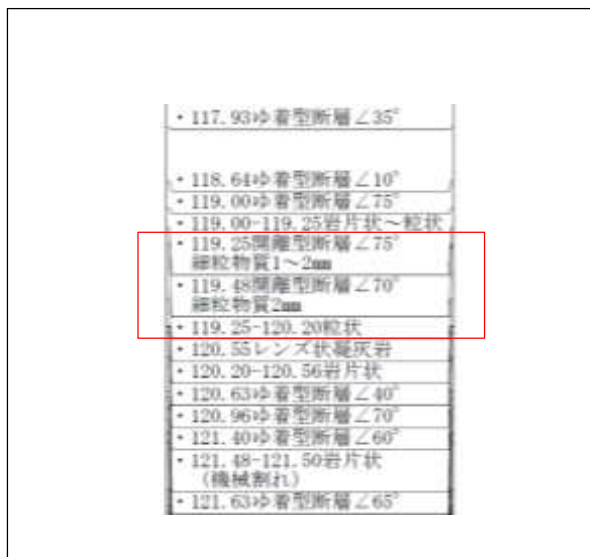 ・117.93ゆ着型断層∠35°
・118.64ゆ着型断層∠10°
・119.00ゆ着型断層∠75°
・119.00-119.25岩片状～粒状
・119.25開離型断層∠75°
細粒物質1～2㎜
・119.48開離型断層∠70°
細粒物質2㎜
・119.25-120.20粒状
・120.55レンズ状凝灰岩
・120.20-120.56岩片状
・120.63ゆ着型断層∠40°
・120.96ゆ着型断層∠70°
・121.40ゆ着型断層∠60°
・121.48-121.50岩片状
（機械割れ）
・121.63ゆ着型断層∠65°